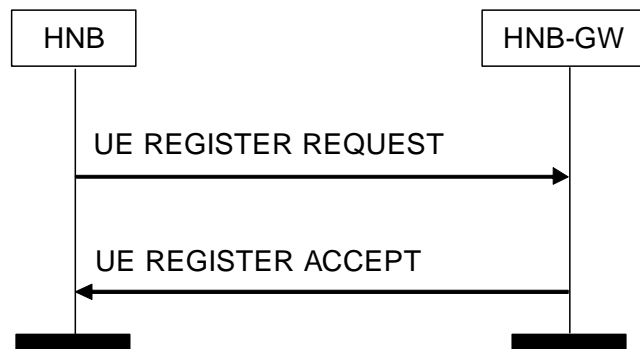 HNB
HNB-GW
UE REGISTER REQUEST
UE REGISTER ACCEPT